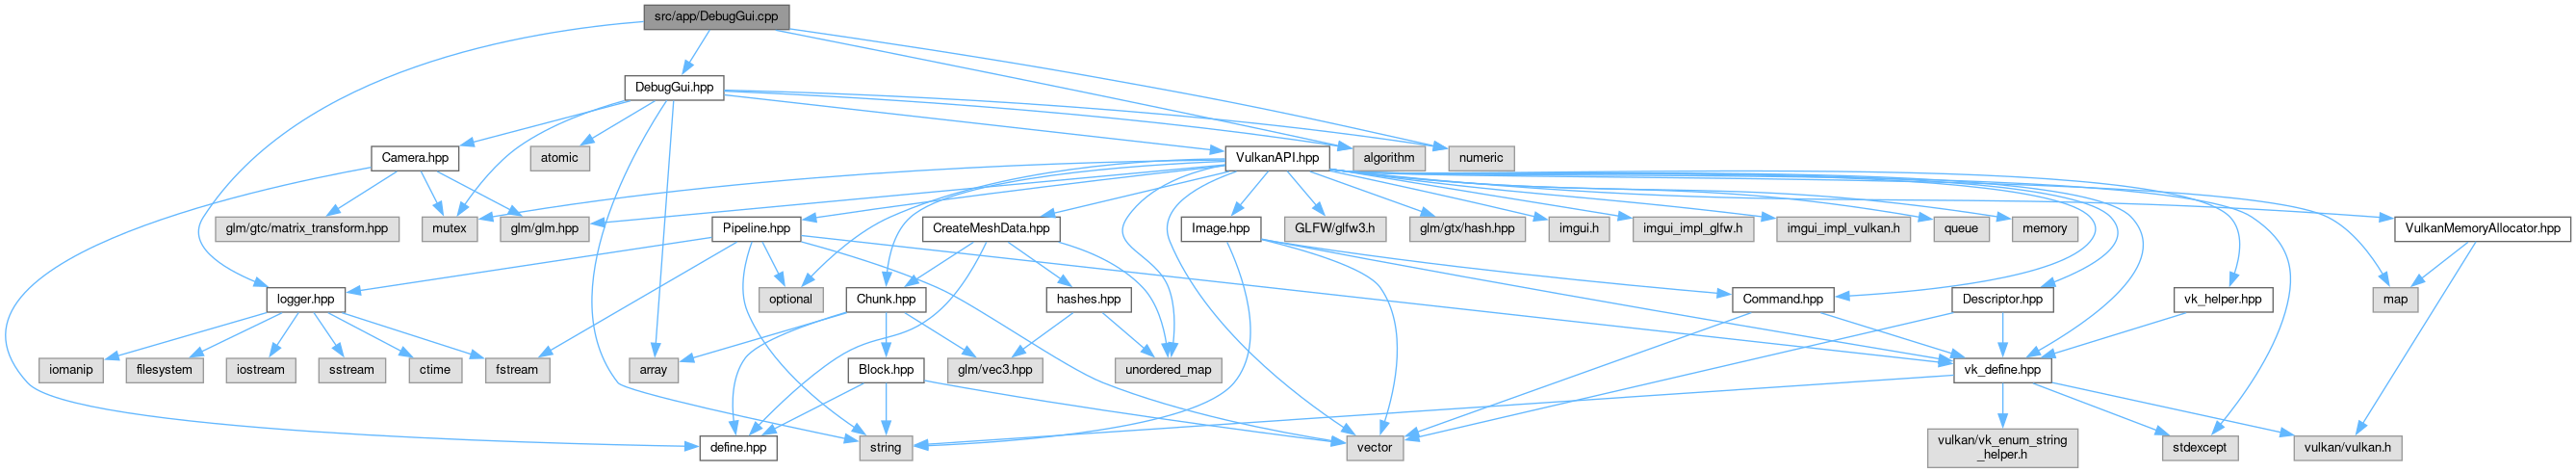 src/app/DebugGui.cpp
DebugGui.hpp
Camera.hpp
atomic
VulkanAPI.hpp
algorithm
numeric
glm/gtc/matrix_transform.hpp
mutex
glm/glm.hpp
Pipeline.hpp
CreateMeshData.hpp
Image.hpp
GLFW/glfw3.h
glm/gtx/hash.hpp
imgui.h
imgui_impl_glfw.h
imgui_impl_vulkan.h
queue
memory
VulkanMemoryAllocator.hpp
logger.hpp
optional
Chunk.hpp
hashes.hpp
Command.hpp
Descriptor.hpp
vk_helper.hpp
map
iomanip
filesystem
iostream
sstream
ctime
fstream
array
Block.hpp
glm/vec3.hpp
unordered_map
vk_define.hpp
define.hpp
string
vector
vulkan/vk_enum_string
_helper.h
stdexcept
vulkan/vulkan.h